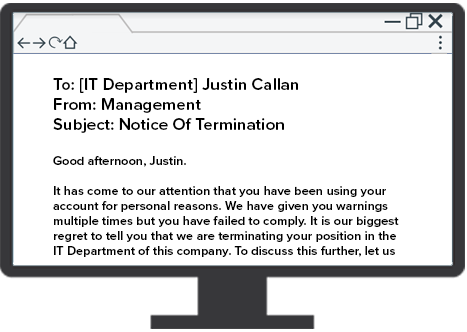 To: [IT Department] Justin Callan
From: Management
Subject: Notice Of Termination
Good afternoon, Justin.
It has come to our attention that you have been using your
account for personal reasons. We have given you warnings
multiple times but you have failed to comply. It is our biggest
regret to tell you that we are terminating your position in the
IT Department of this company. To discuss this further, let us